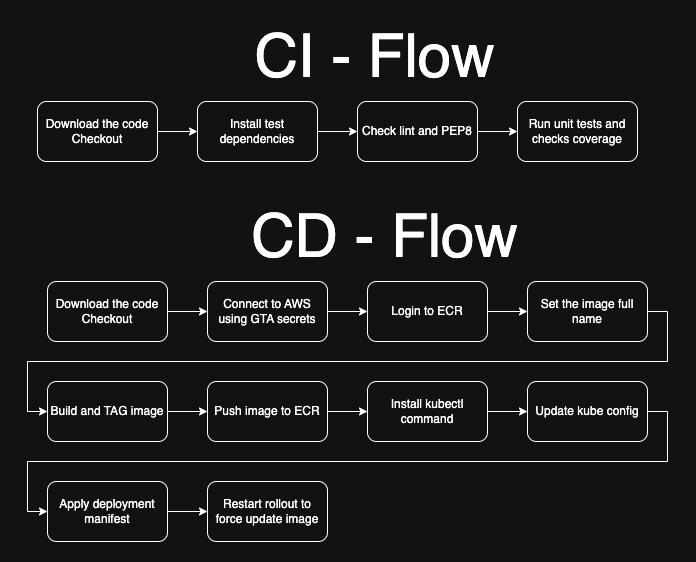 CI - Flow
Download the code
Checkout
Install test
dependencies
Check lint and PEP8
Run unit tests and
checks coverage
CD - Flow
Download the code
Checkout
Connect to AWS
using GTA secrets
Login to ECR
Set the image full
name
Build and TAG image
Push image to ECR
Install kubectl
command
Update kube config
Apply deployment
manifest
Restart rollout to
force update image